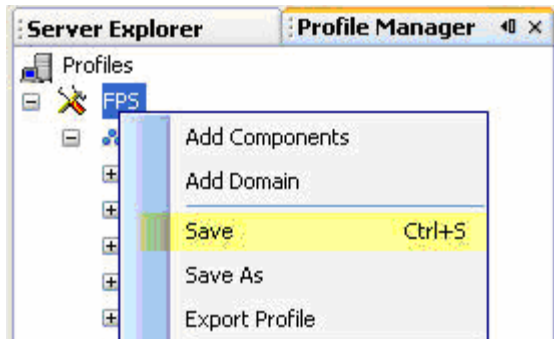 Server Explorer Profile Manager
Profiles
FPS
Add Components
Add Domain
Save Ctrl+S
Save As
Export Profile